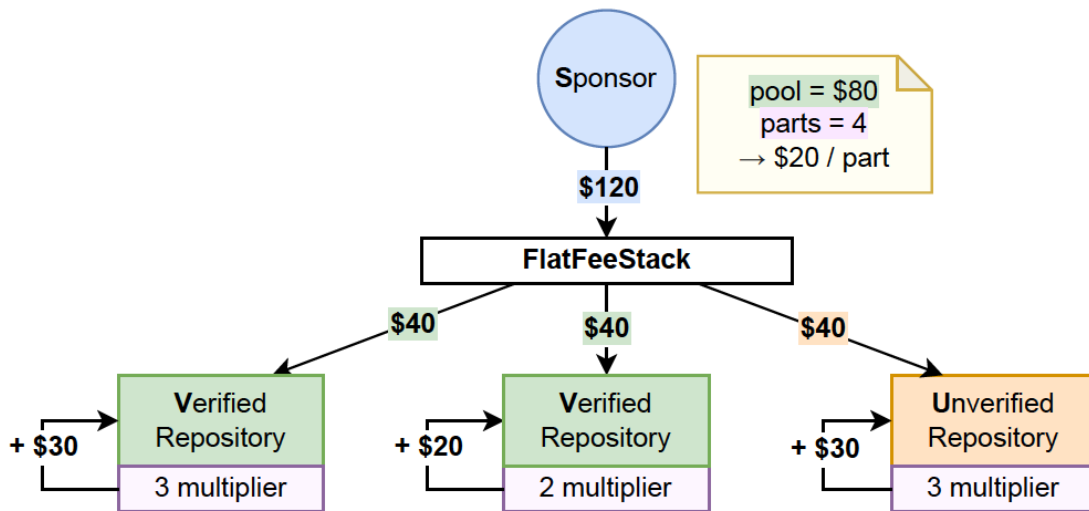 Sponsor
pool = $80
parts = 4
→ $20 / part
$120
FlatFeeStack
$40
$40
$40
Verified
Repository
+ $30
3 multiplier
Verified
Repository
+ $20
2 multiplier
Unverified
Repository
+ $30
3 multiplier